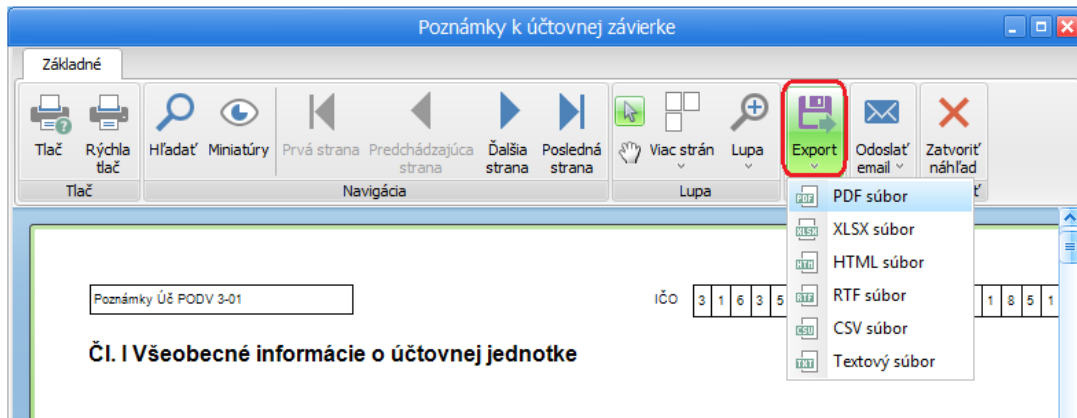 Poznámky k účtovnej závierke
Základné
Tlač
Rýchla
tlač
Hľadať
Miniatúry
Prvá strana
Predchádzajúca
strana
Ďalšia
strana
Posledná
strana
Viac strán
Lupa
Export
Odoslať
email
Zatvoriť
náhľad
Tlač
Navigácia
Lupa
PDF súbor
XLSX súbor
HTML súbor
RTF súbor
CSV súbor
Textový súbor
Poznámky Úč PODV 3-01
IČO 3 1 6 3 5
1 8 5 1
Čl. I Všeobecné informácie o účtovnej jednotke